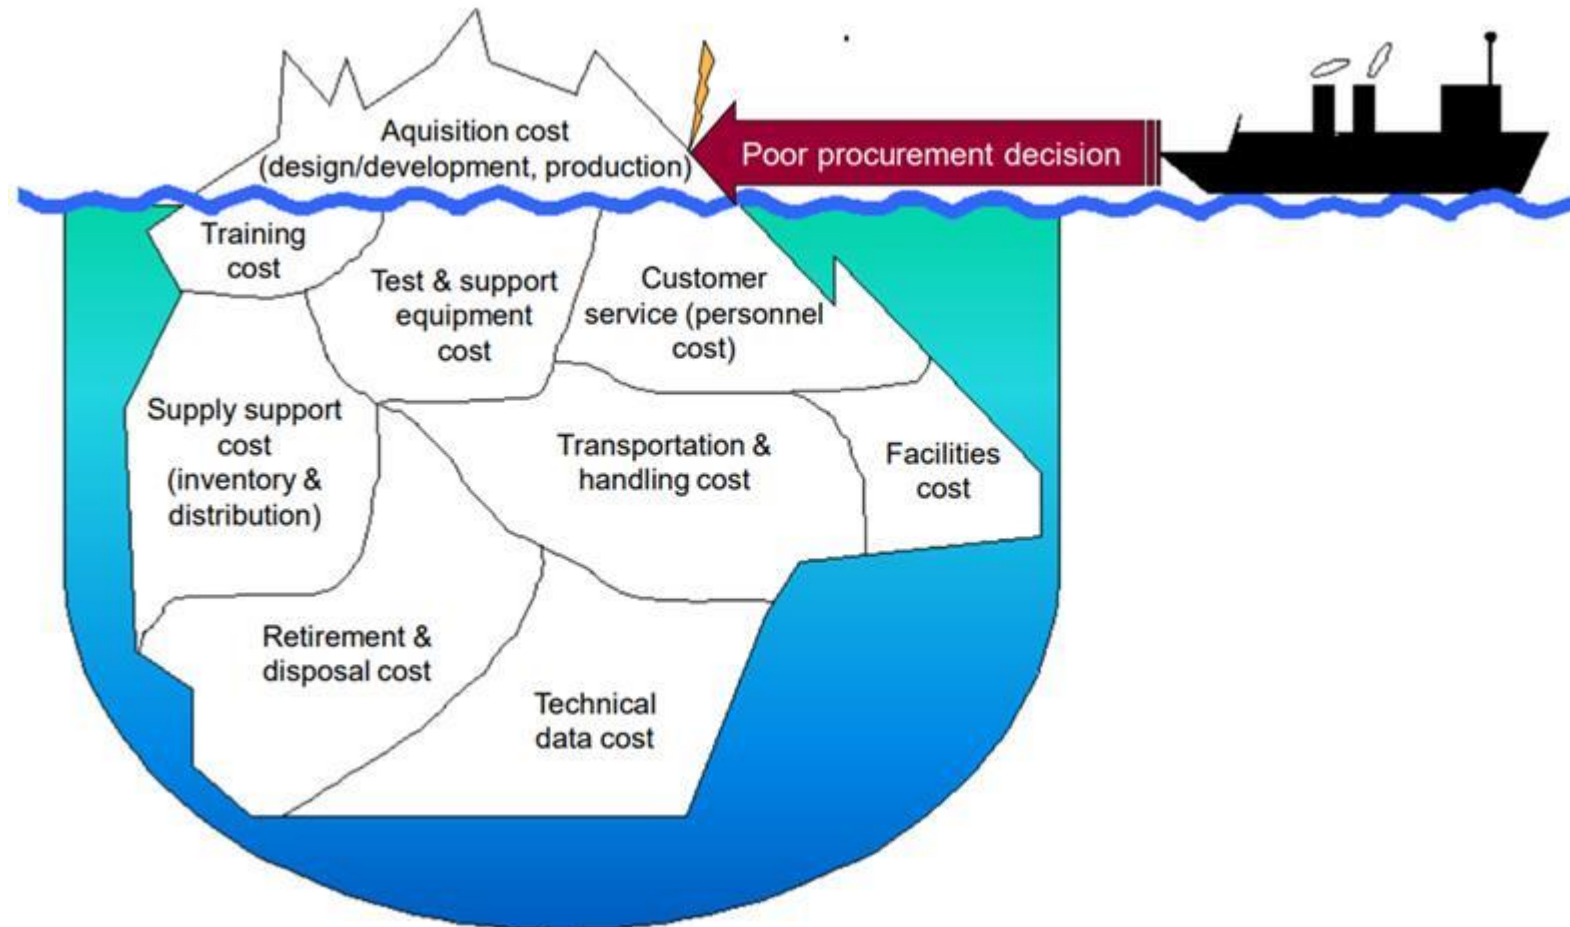 Aquisition cost
(design/development, production)
Poor procurement decision
Training
cost
Test & support
equipment
cost
Customer
service (personnel
cost)
Supply support
cost
(inventory &
distribution)
Transportation &
handling cost
Facilities
cost
Retirement &
disposal cost
Technical
data cost